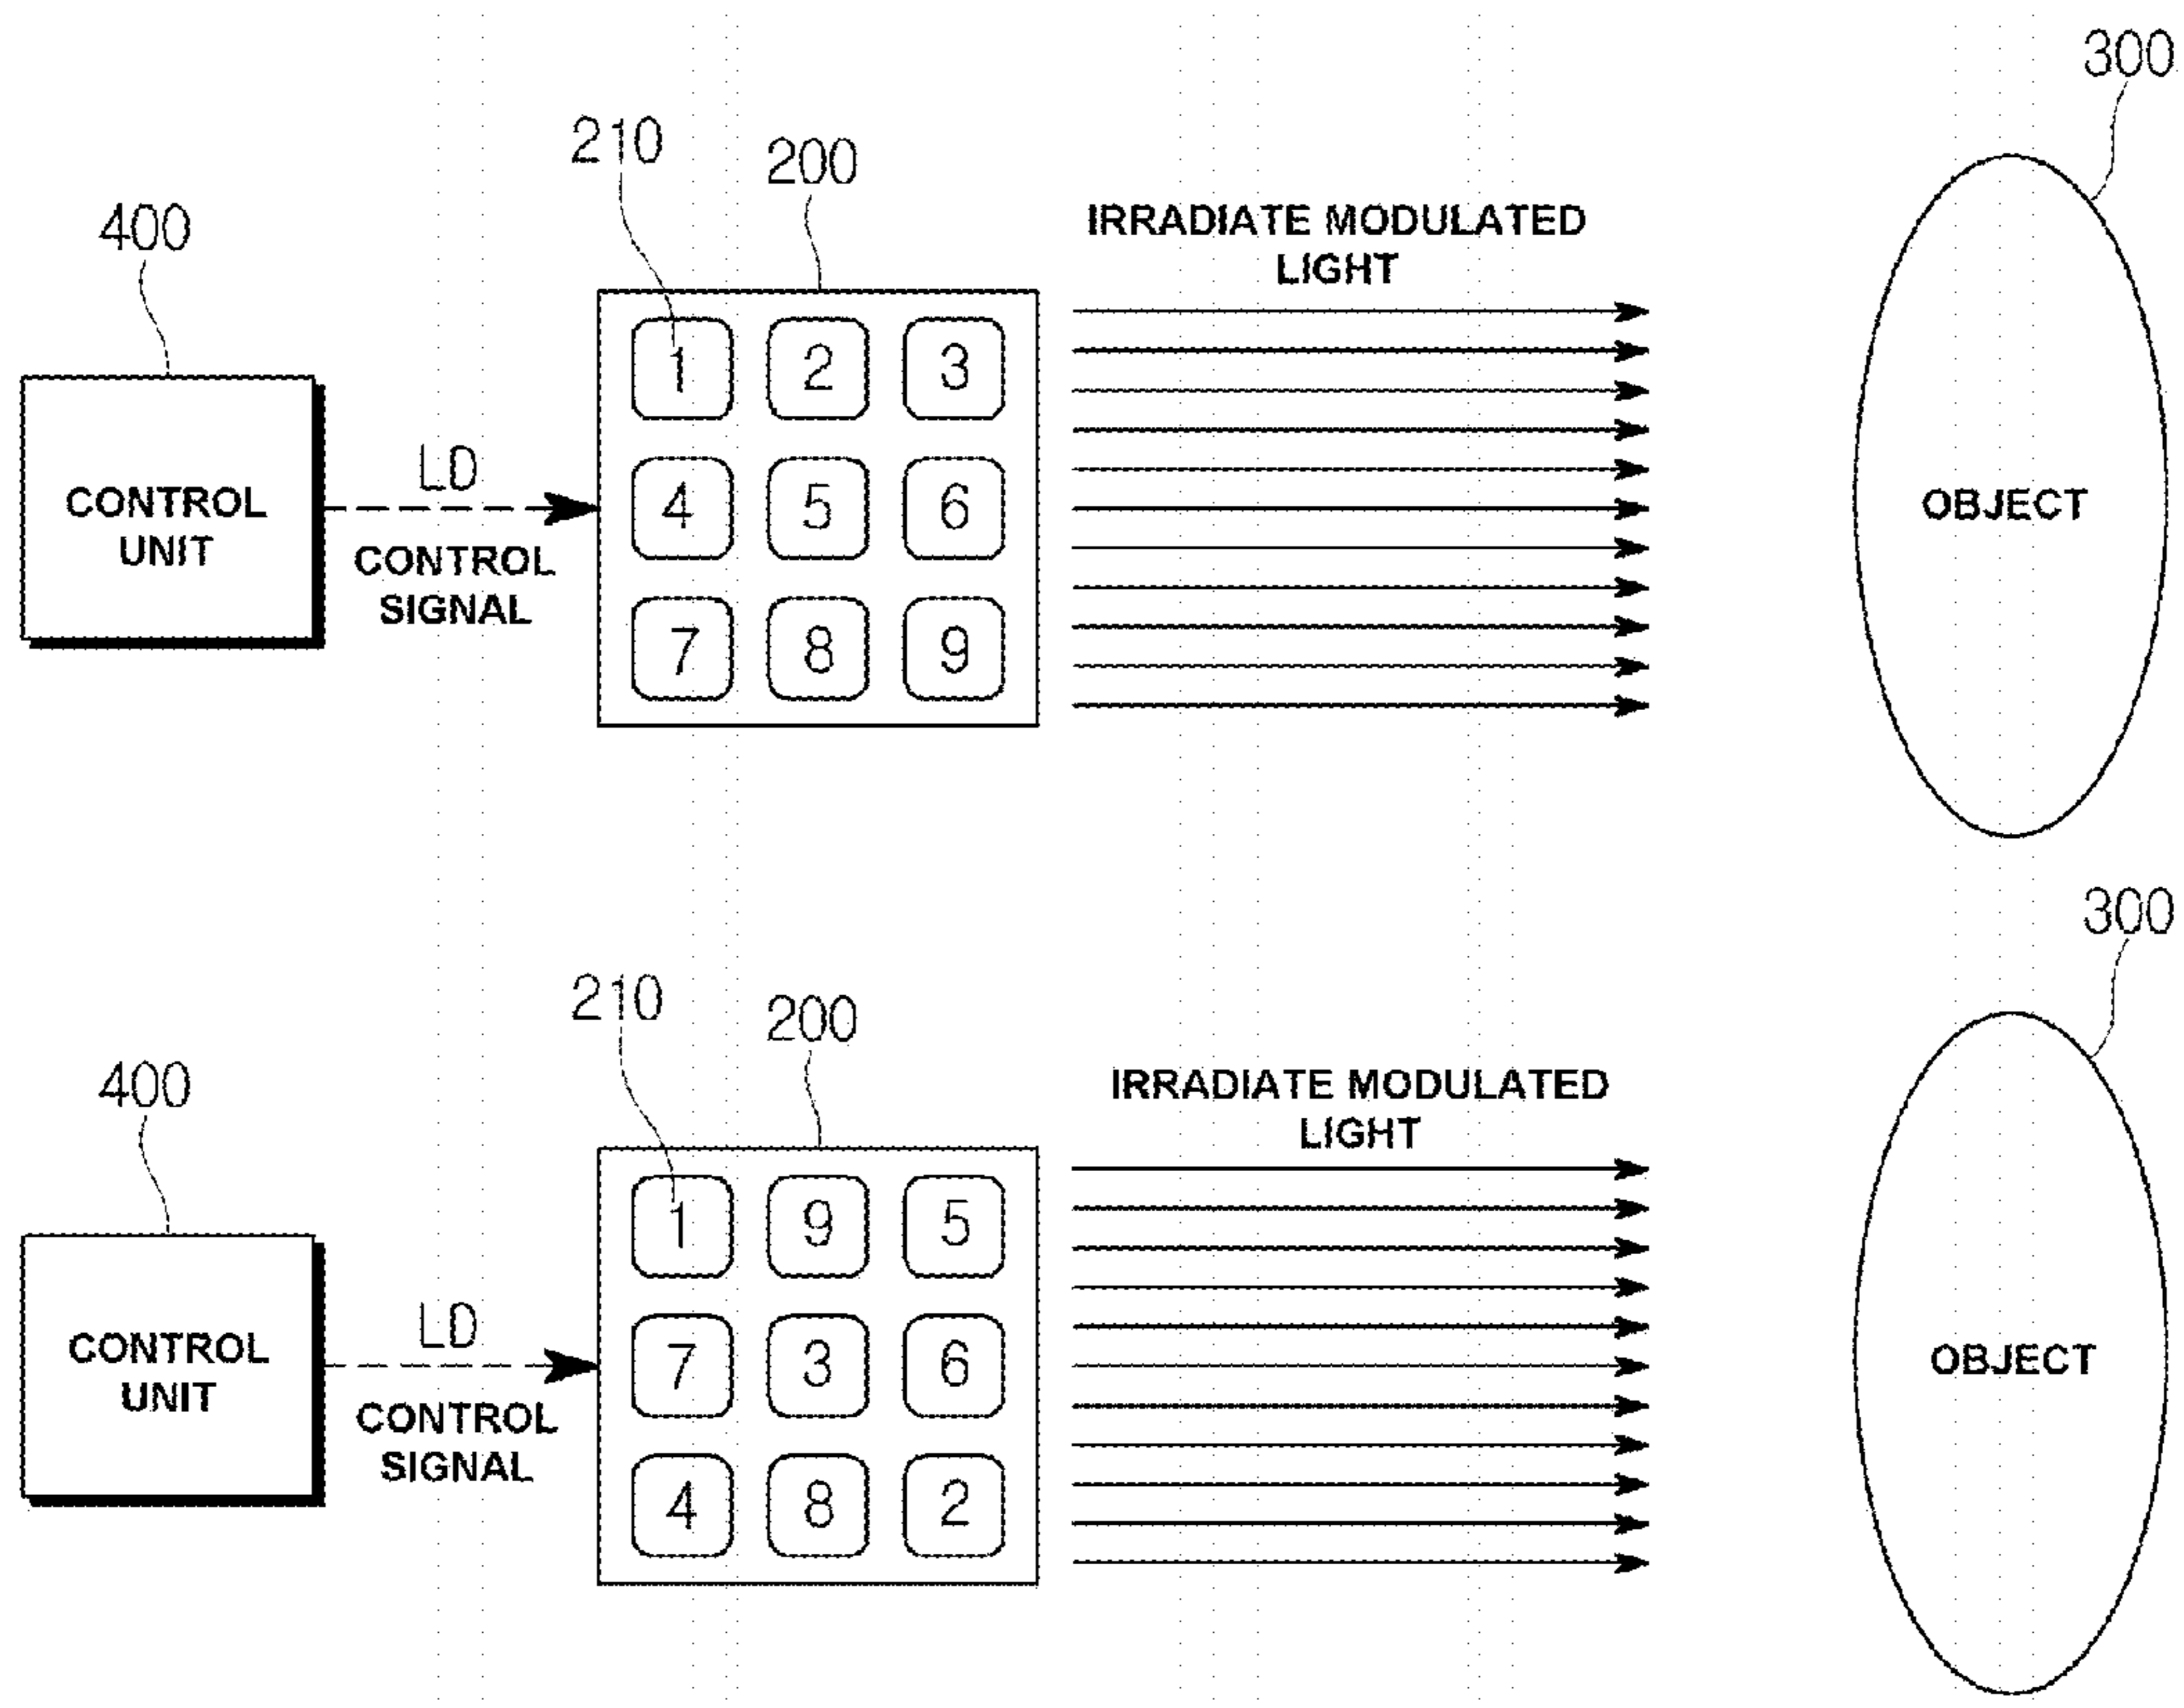 300
210
200
400
IRRADIATE MODULATED
LIGHT
1 2 3
LD
CONTROL
UNIT
4 5 6
OBJECT
CONTROL
SIGNAL
7 8 9
300
210
200
400
IRRADIATE MODULATED
LIGHT
1 9 5
LD
CONTROL
UNIT
7 3 6
OBJECT
CONTROL
SIGNAL
4 8 2